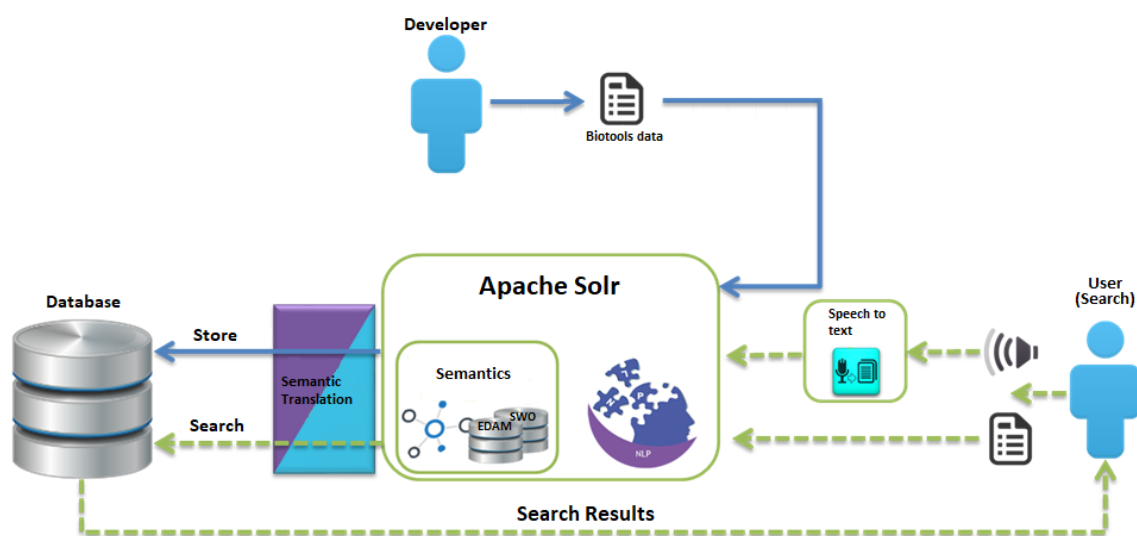 Developer
Biotools data
Apache Solr
User
(Search)
Database
Speech to
text
Store
Semantics
Semantic
Translation
SWO
EDAM
N L P
NLP
Search
Search Results